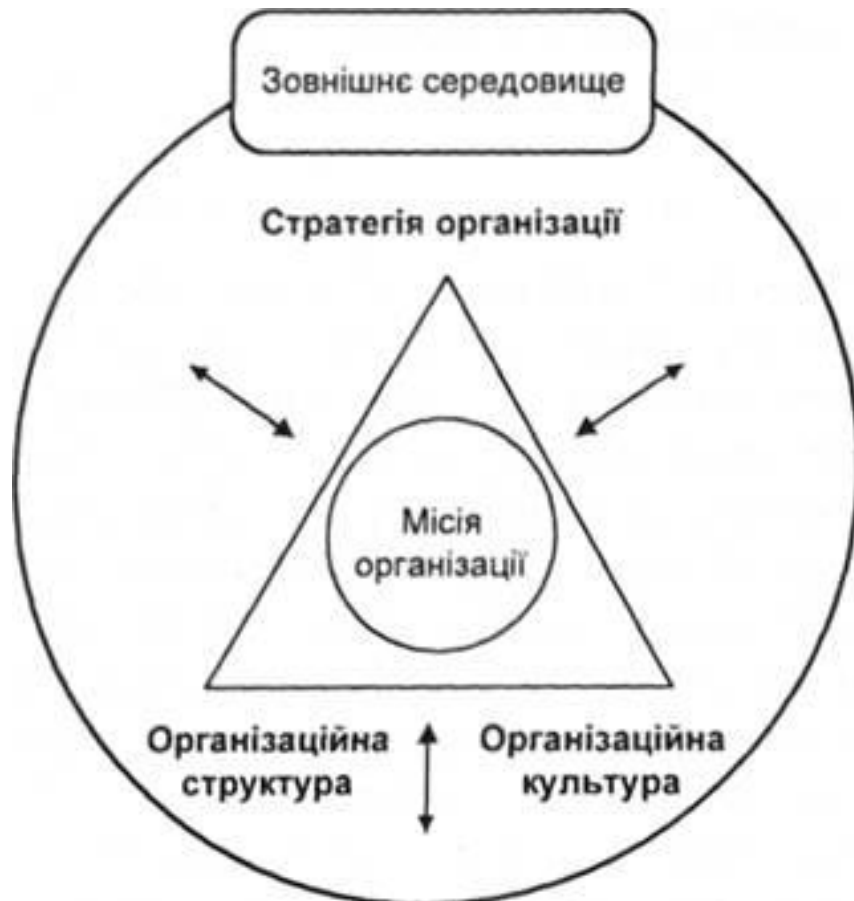 Зовнішнє середовище
Стратегія організації
Місія
організації
Організаційна
структура
Організаційна
культура